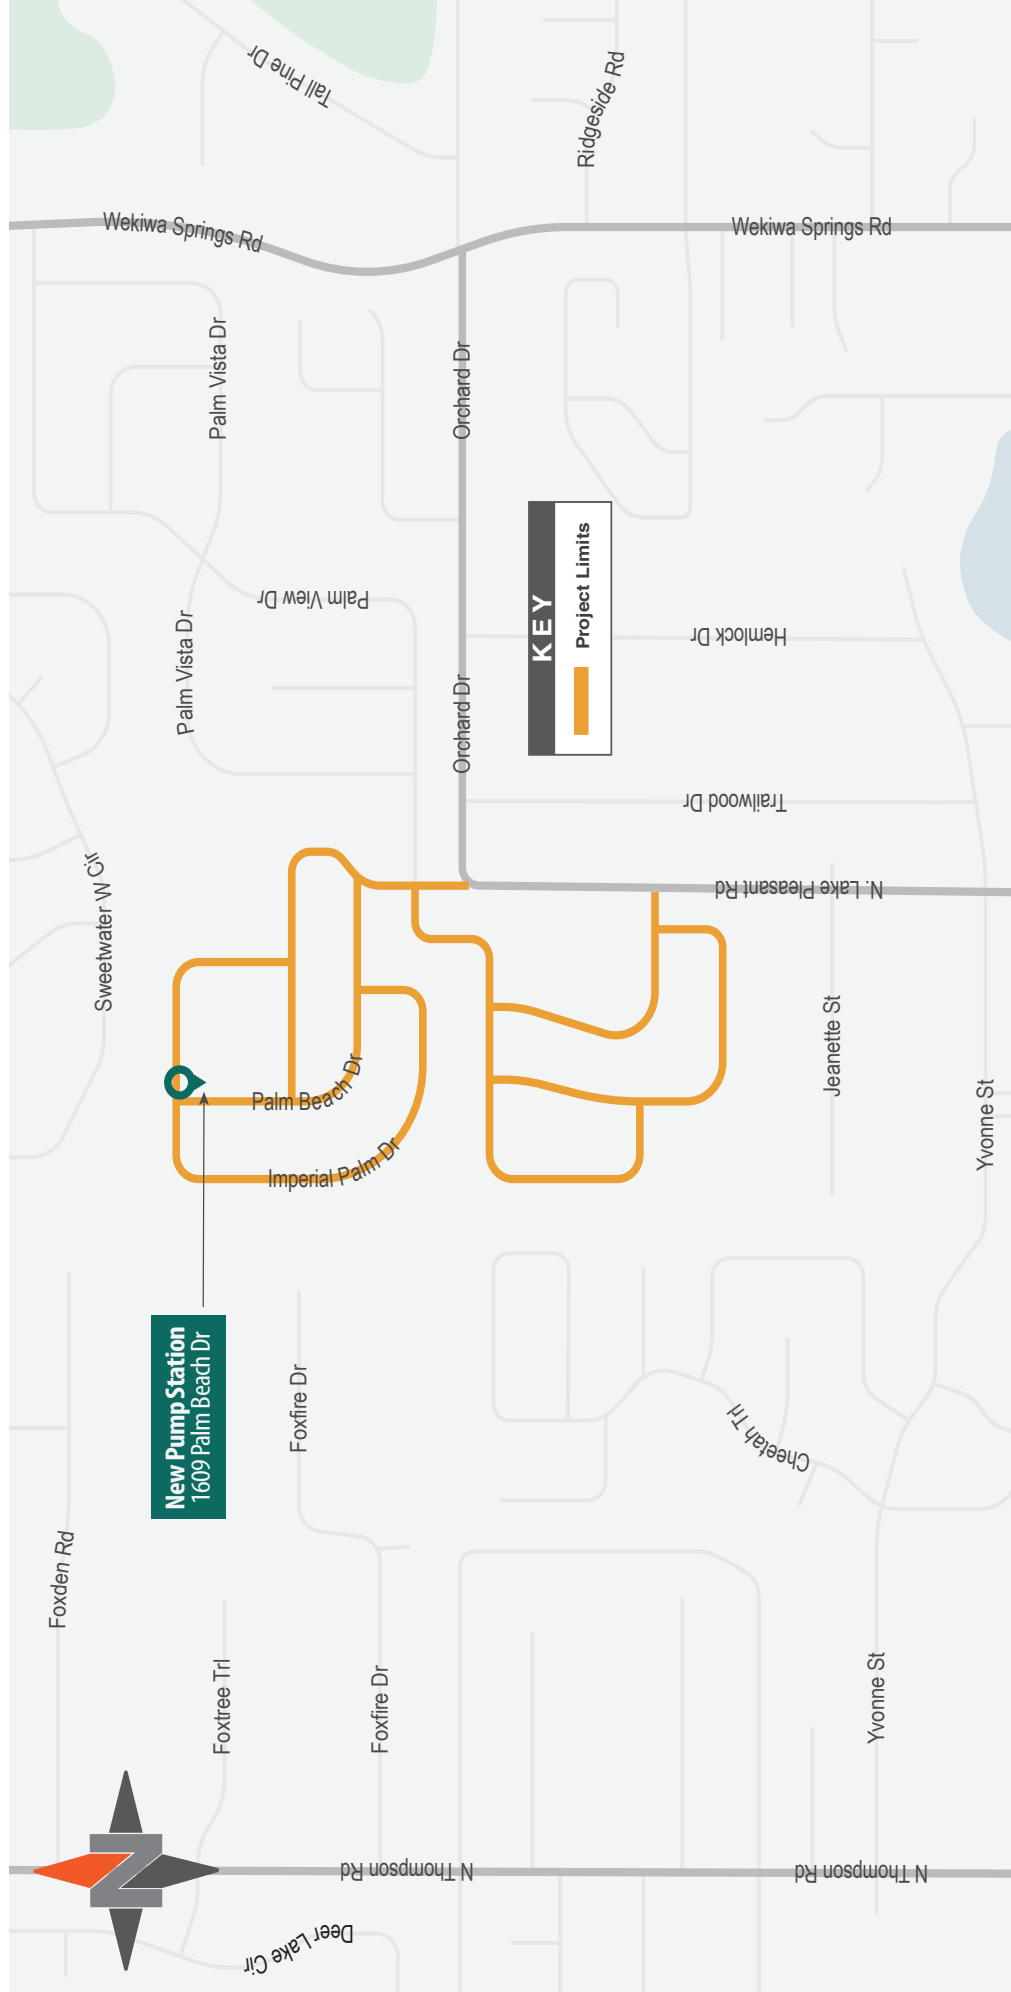 Tall Pine Dr
Ridgeside Rd
Wekiwa Springs Rd
Wekiwa Springs Rd
Palm Vista Dr
Orchard Dr
Palm View Dr
Palm Vista Dr
Orchard Dr
KEY
Project Limits
Hemlock Dr
Trailwood Dr
Sweetwater W Cir
N. Lake Pleasant Rd
Jeanette St
Yvonne St
Palm Beach Dr
Imperial Palm Dr
New Pump Station
1609 Palm Beach Dr
Foxfire Dr
Cheetah Trl
Foxden Rd
Foxtree Trl
Foxfire Dr
Yvonne St
N
N Thompson Rd
N Thompson Rd
Deer Lake Cir